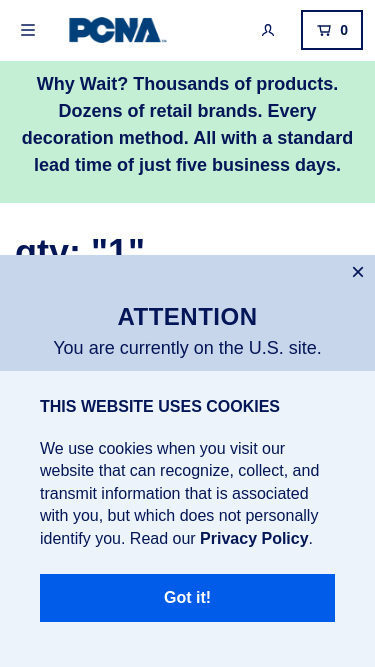 PCNA
0
Why Wait? Thousands of products.
Dozens of retail brands. Every
decoration method. All with a standard
lead time of just five business days.
qty: "1"
×
ATTENTION
You are currently on the U.S. site.
THIS WEBSITE USES COOKIES
We use cookies when you visit our
website that can recognize, collect, and
transmit information that is associated
with you, but which does not personally
identify you. Read our Privacy Policy.
Got it!